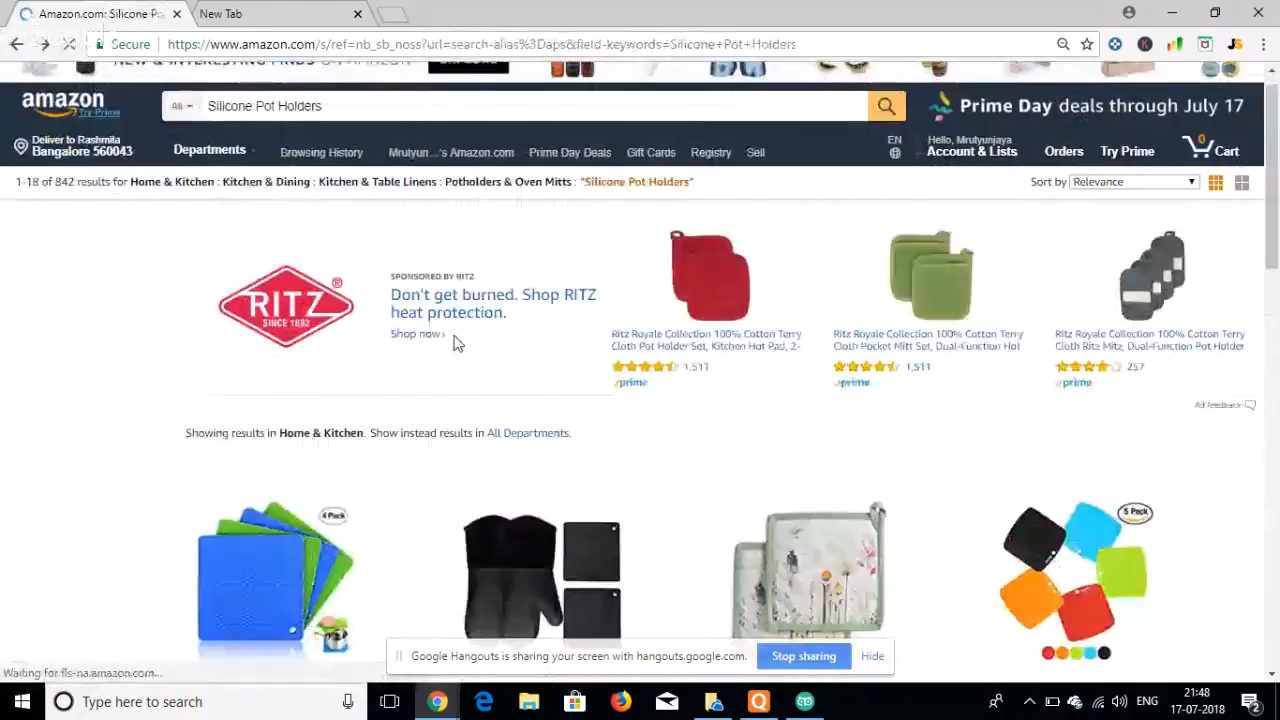 Amazon.com: Silicone Po
New Tab
Secure
https://www.amazon.com/s/ref=nb_sb_noss?url=search-alias%3Daps&field-keywords=Silicone+Pot+Holders
NEW & INTERESTING FINDS ON AMAZON
amazon
Try Prime
All
Silicone Pot Holders
Prime Day deals through July 17
Deliver to Rashmita
Bangalore 560043
Departments
Browsing History
Mrutyun...'s Amazon.com
Prime Day Deals
Gift Cards
Registry
Sell
EN
Hello, Mrutyunjaya
Account & Lists
Orders
Try Prime
0
Cart
1-18 of 842 results for Home & Kitchen : Kitchen & Dining : Kitchen & Table Linens : Potholders & Oven Mitts : "Silicone Pot Holders"
Sort by Relevance
RITZ
®
SINCE 1892
SPONSORED BY RITZ
Don't get burned. Shop RITZ
heat protection.
Shop now ›
Ritz Royale Collection 100% Cotton Terry
Cloth Pot Holder Set, Kitchen Hot Pad, 2-
1,511
prime
Ritz Royale Collection 100% Cotton Terry
Cloth Pocket Mitt Set, Dual-Function Hot
1,511
prime
Ritz Royale Collection 100% Cotton Terry
Cloth Ritz Mitz, Dual-Function Pot Holder
257
prime
Ad feedback
Showing results in Home & Kitchen. Show instead results in All Departments.
4 Pack
5 Pack
Google Hangouts is sharing your screen with hangouts.google.com.
Stop sharing
Hide
Waiting for fls-na.amazon.com...
Type here to search
ENG
21:48
17-07-2018
2